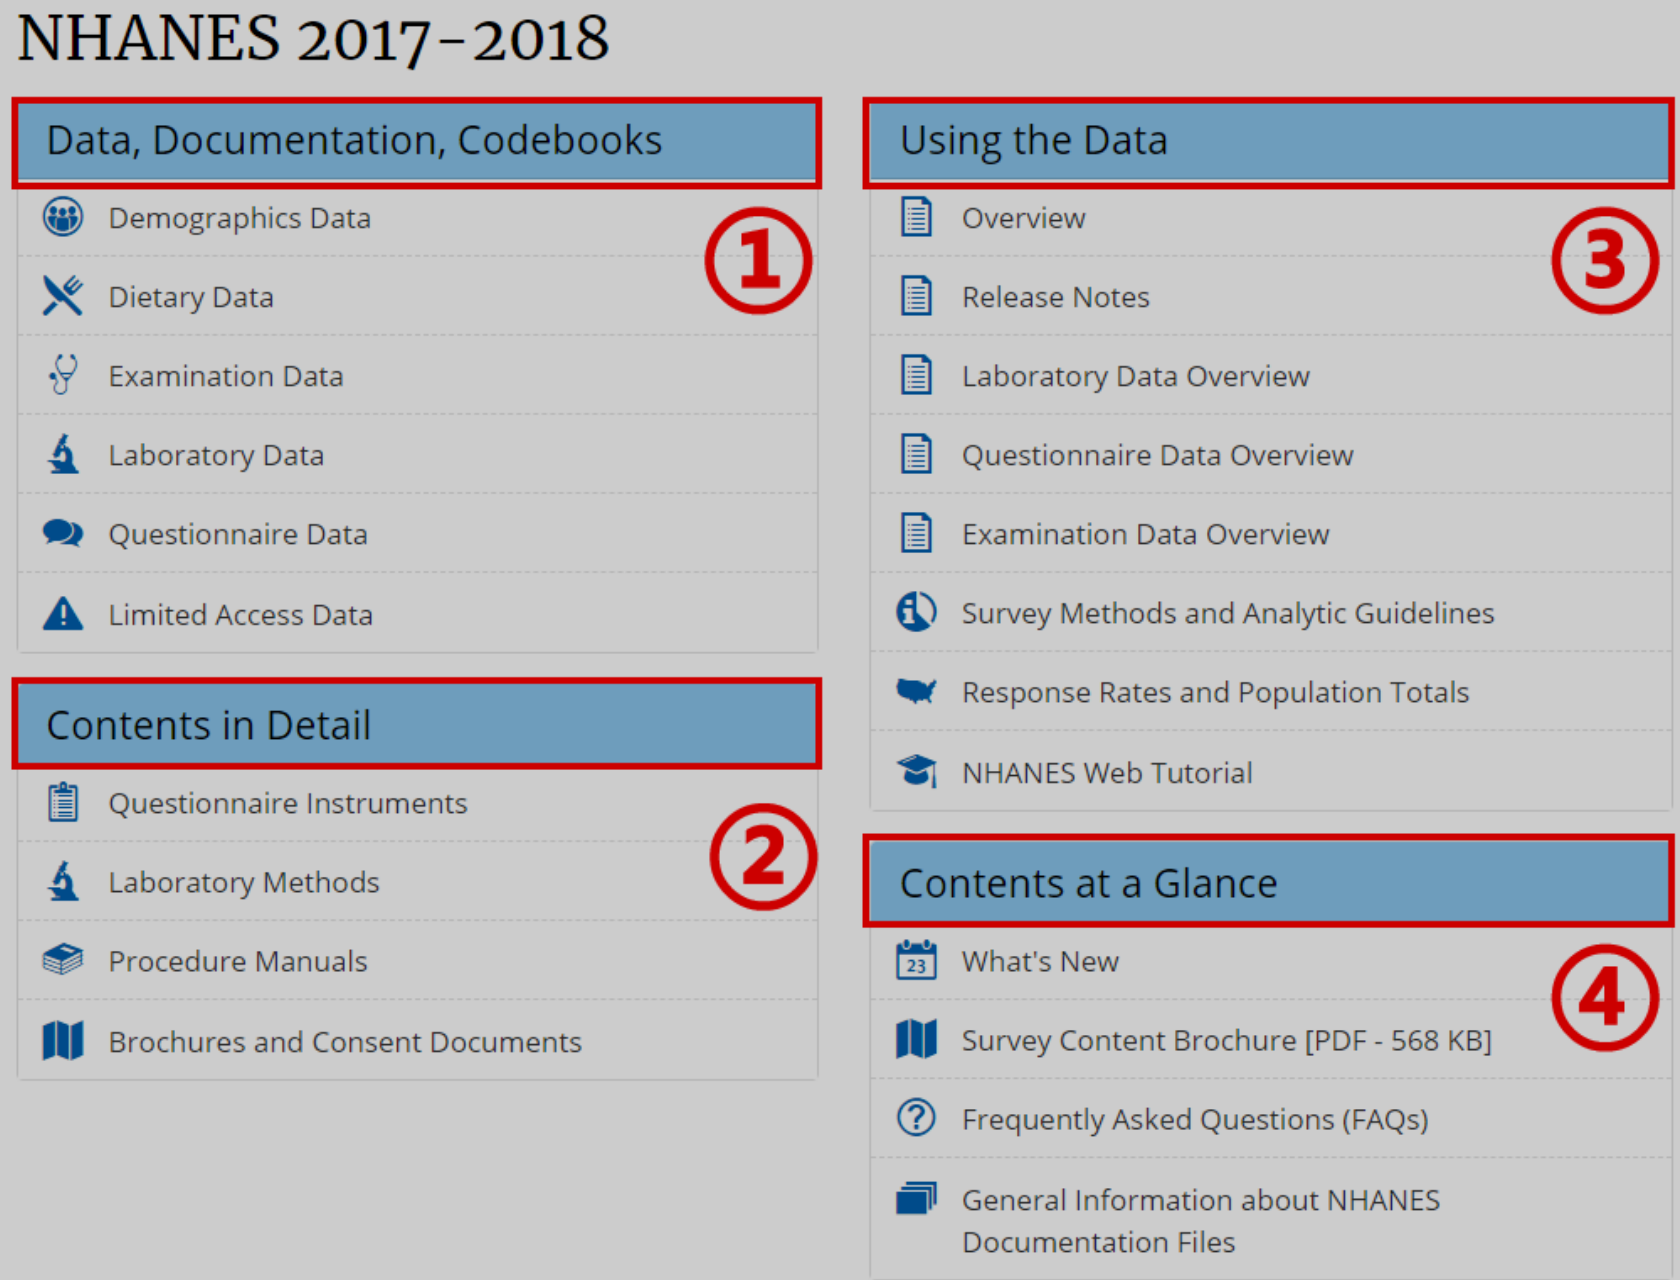 NHANES 2017-2018
Data, Documentation, Codebooks
1
Demographics Data
Dietary Data
Examination Data
Laboratory Data
Questionnaire Data
Limited Access Data
Contents in Detail
2
Questionnaire Instruments
Laboratory Methods
Procedure Manuals
Brochures and Consent Documents
Using the Data
3
Overview
Release Notes
Laboratory Data Overview
Questionnaire Data Overview
Examination Data Overview
Survey Methods and Analytic Guidelines
Response Rates and Population Totals
NHANES Web Tutorial
Contents at a Glance
4
23
What's New
Survey Content Brochure [PDF - 568 KB]
Frequently Asked Questions (FAQs)
General Information about NHANES
Documentation Files